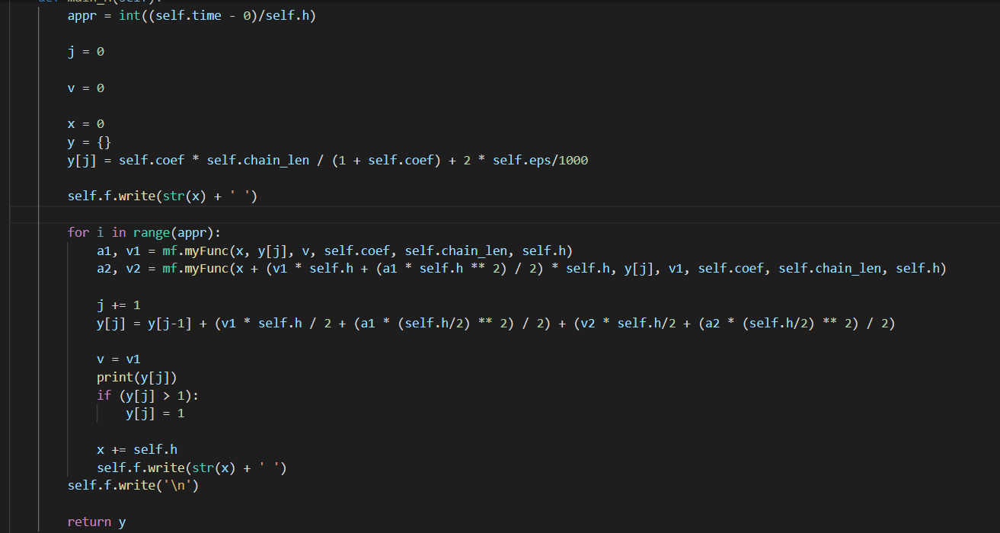 appr = int((self.time - 0)/self.h)
j = 0
v = 0
x = 0
y = {}
y[j] = self.coef * self.chain_len / (1 + self.coef) + 2 * self.eps/1000
self.f.write(str(x) + ' ')
for i in range(appr):
a1, v1 = mf.myFunc(x, y[j], v, self.coef, self.chain_len, self.h)
a2, v2 = mf.myFunc(x + (v1 * self.h + (a1 * self.h ** 2) / 2) * self.h, y[j], v1, self.coef, self.chain_len, self.h)
j += 1
y[j] = y[j-1] + (v1 * self.h / 2 + (a1 * (self.h/2) ** 2) / 2) + (v2 * self.h/2 + (a2 * (self.h/2) ** 2) / 2)
v = v1
print(y[j])
if (y[j] > 1):
y[j] = 1
x += self.h
self.f.write(str(x) + ' ')
self.f.write('\n')
return y